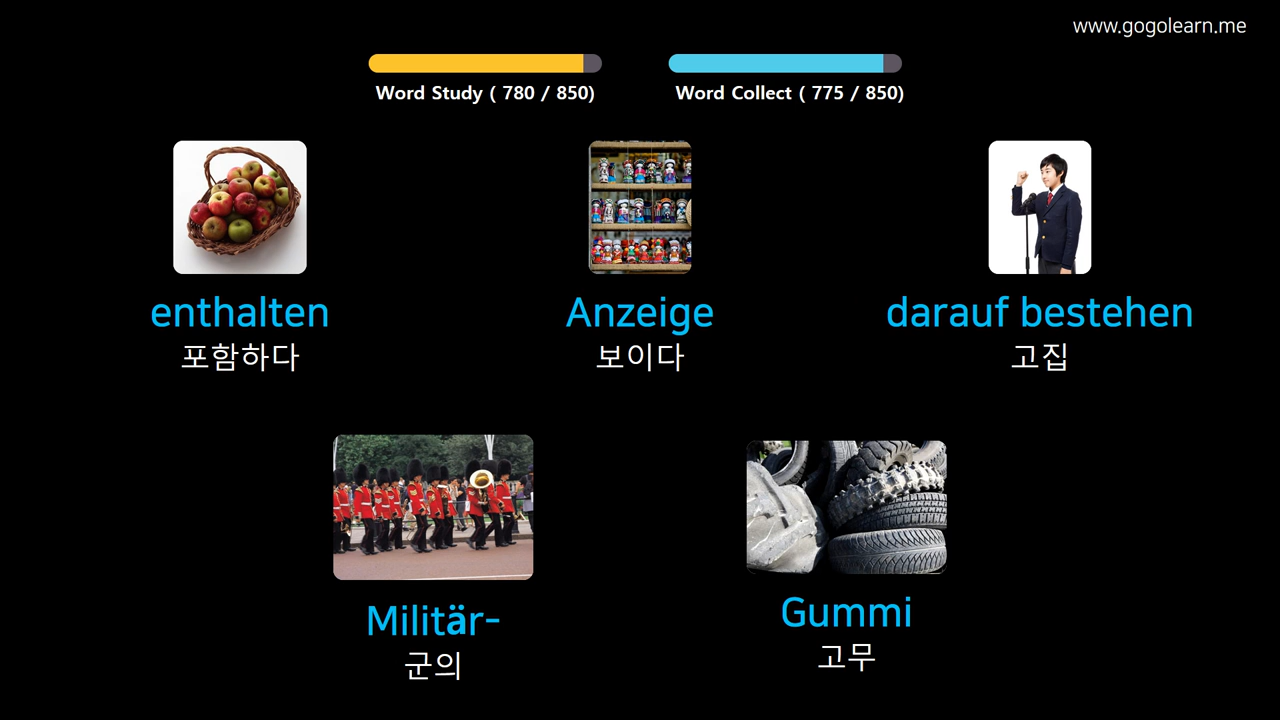 www.gogolearn.me
Word Study ( 780 / 850)
Word Collect ( 775 / 850)
enthalten
포함하다
Anzeige
보이다
darauf bestehen
고집
Militär-
군의
Gummi
고무